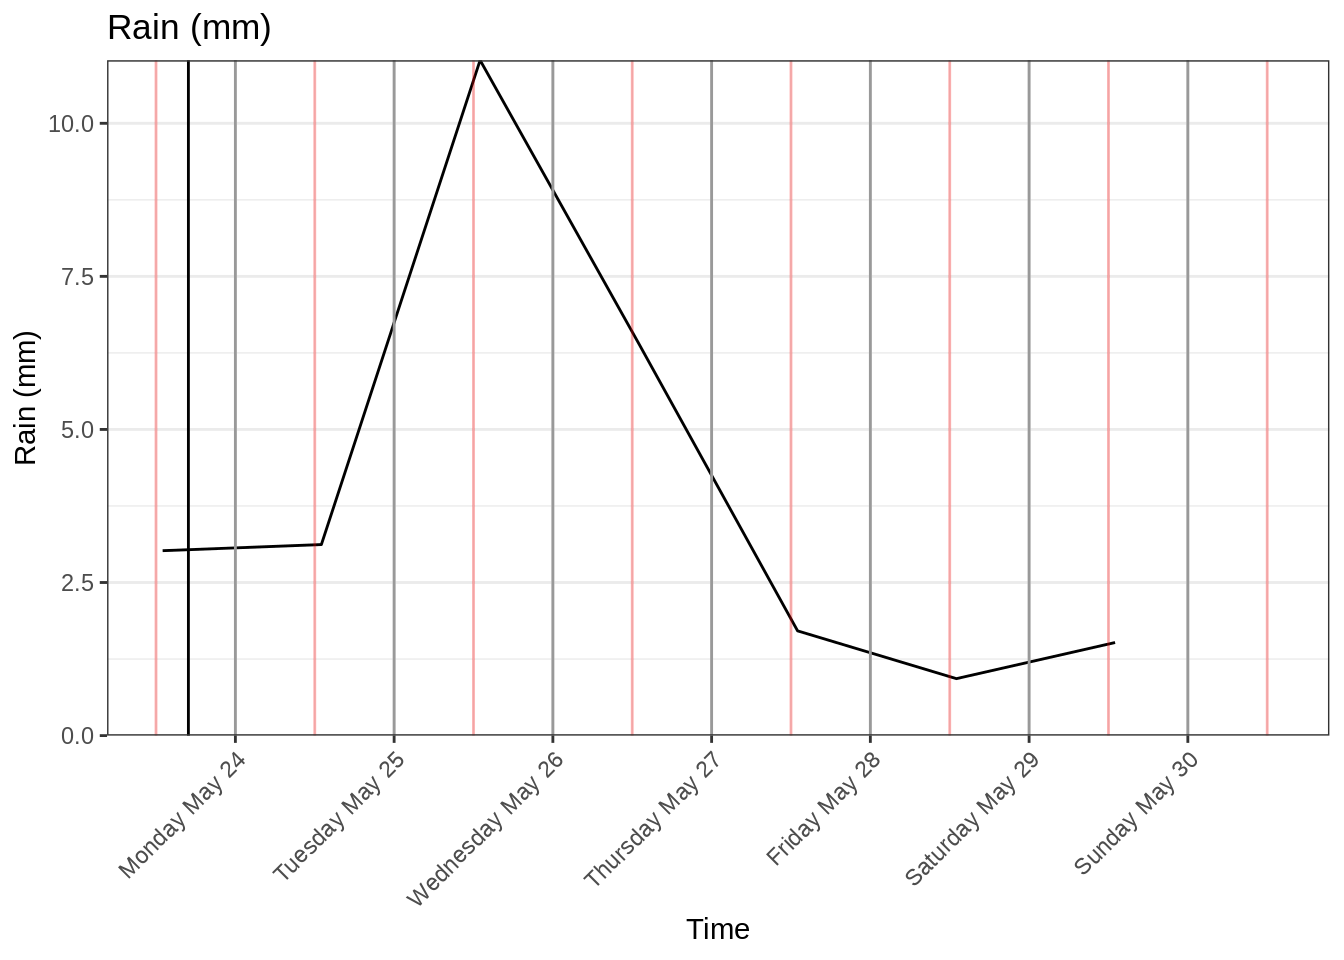 Rain (mm)
Rain (mm)
10.0
7.5
5.0
2.5
0.0
Monday May 24
Tuesday May 25
Wednesday May 26
Thursday May 27
Friday May 28
Saturday May 29
Sunday May 30
Time